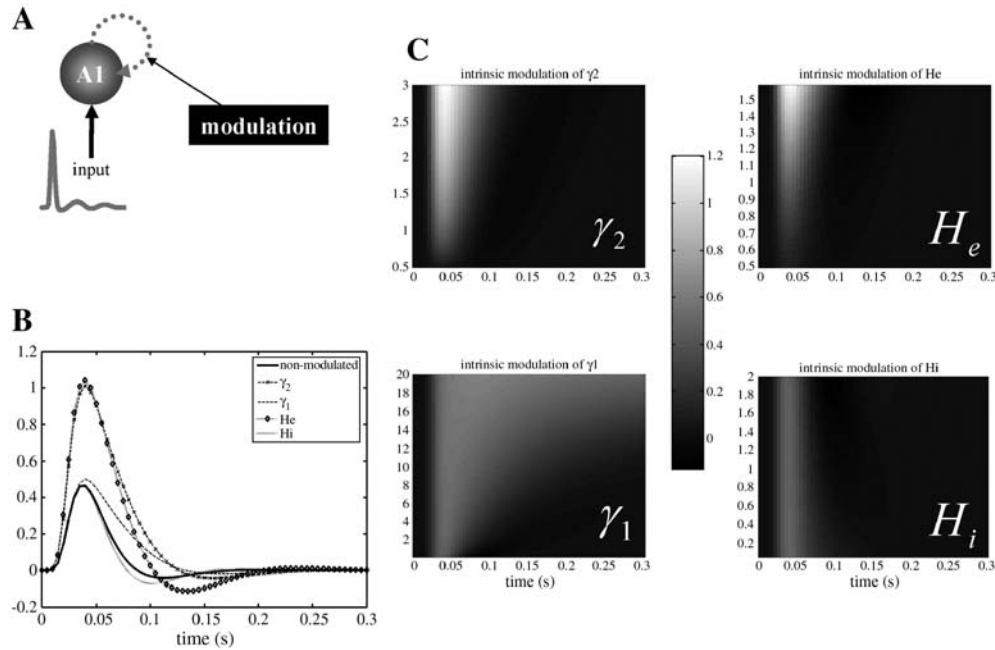 A
A1
modulation
input
B
1.2
1
0.8
0.6
0.4
0.2
0
-0.2
0 0.05 0.1 0.15 0.2 0.25 0.3
time (s)
non-modulated
γ2
γ1
He
Hi
C
intrinsic modulation of γ2
3
2.5
2
1.5
1
0.5
0 0.05 0.1 0.15 0.2 0.25 0.3
γ2
1.2
1
0.8
0.6
0.4
0.2
0
intrinsic modulation of He
1.5
1.4
1.3
1.2
1.1
1
0.9
0.8
0.7
0.6
0.5
0 0.05 0.1 0.15 0.2 0.25 0.3
He
intrinsic modulation of γ1
20
18
16
14
12
10
8
6
4
2
0 0.05 0.1 0.15 0.2 0.25 0.3
time (s)
γ1
intrinsic modulation of Hi
2
1.8
1.6
1.4
1.2
1
0.8
0.6
0.4
0.2
0 0.05 0.1 0.15 0.2 0.25 0.3
time (s)
Hi